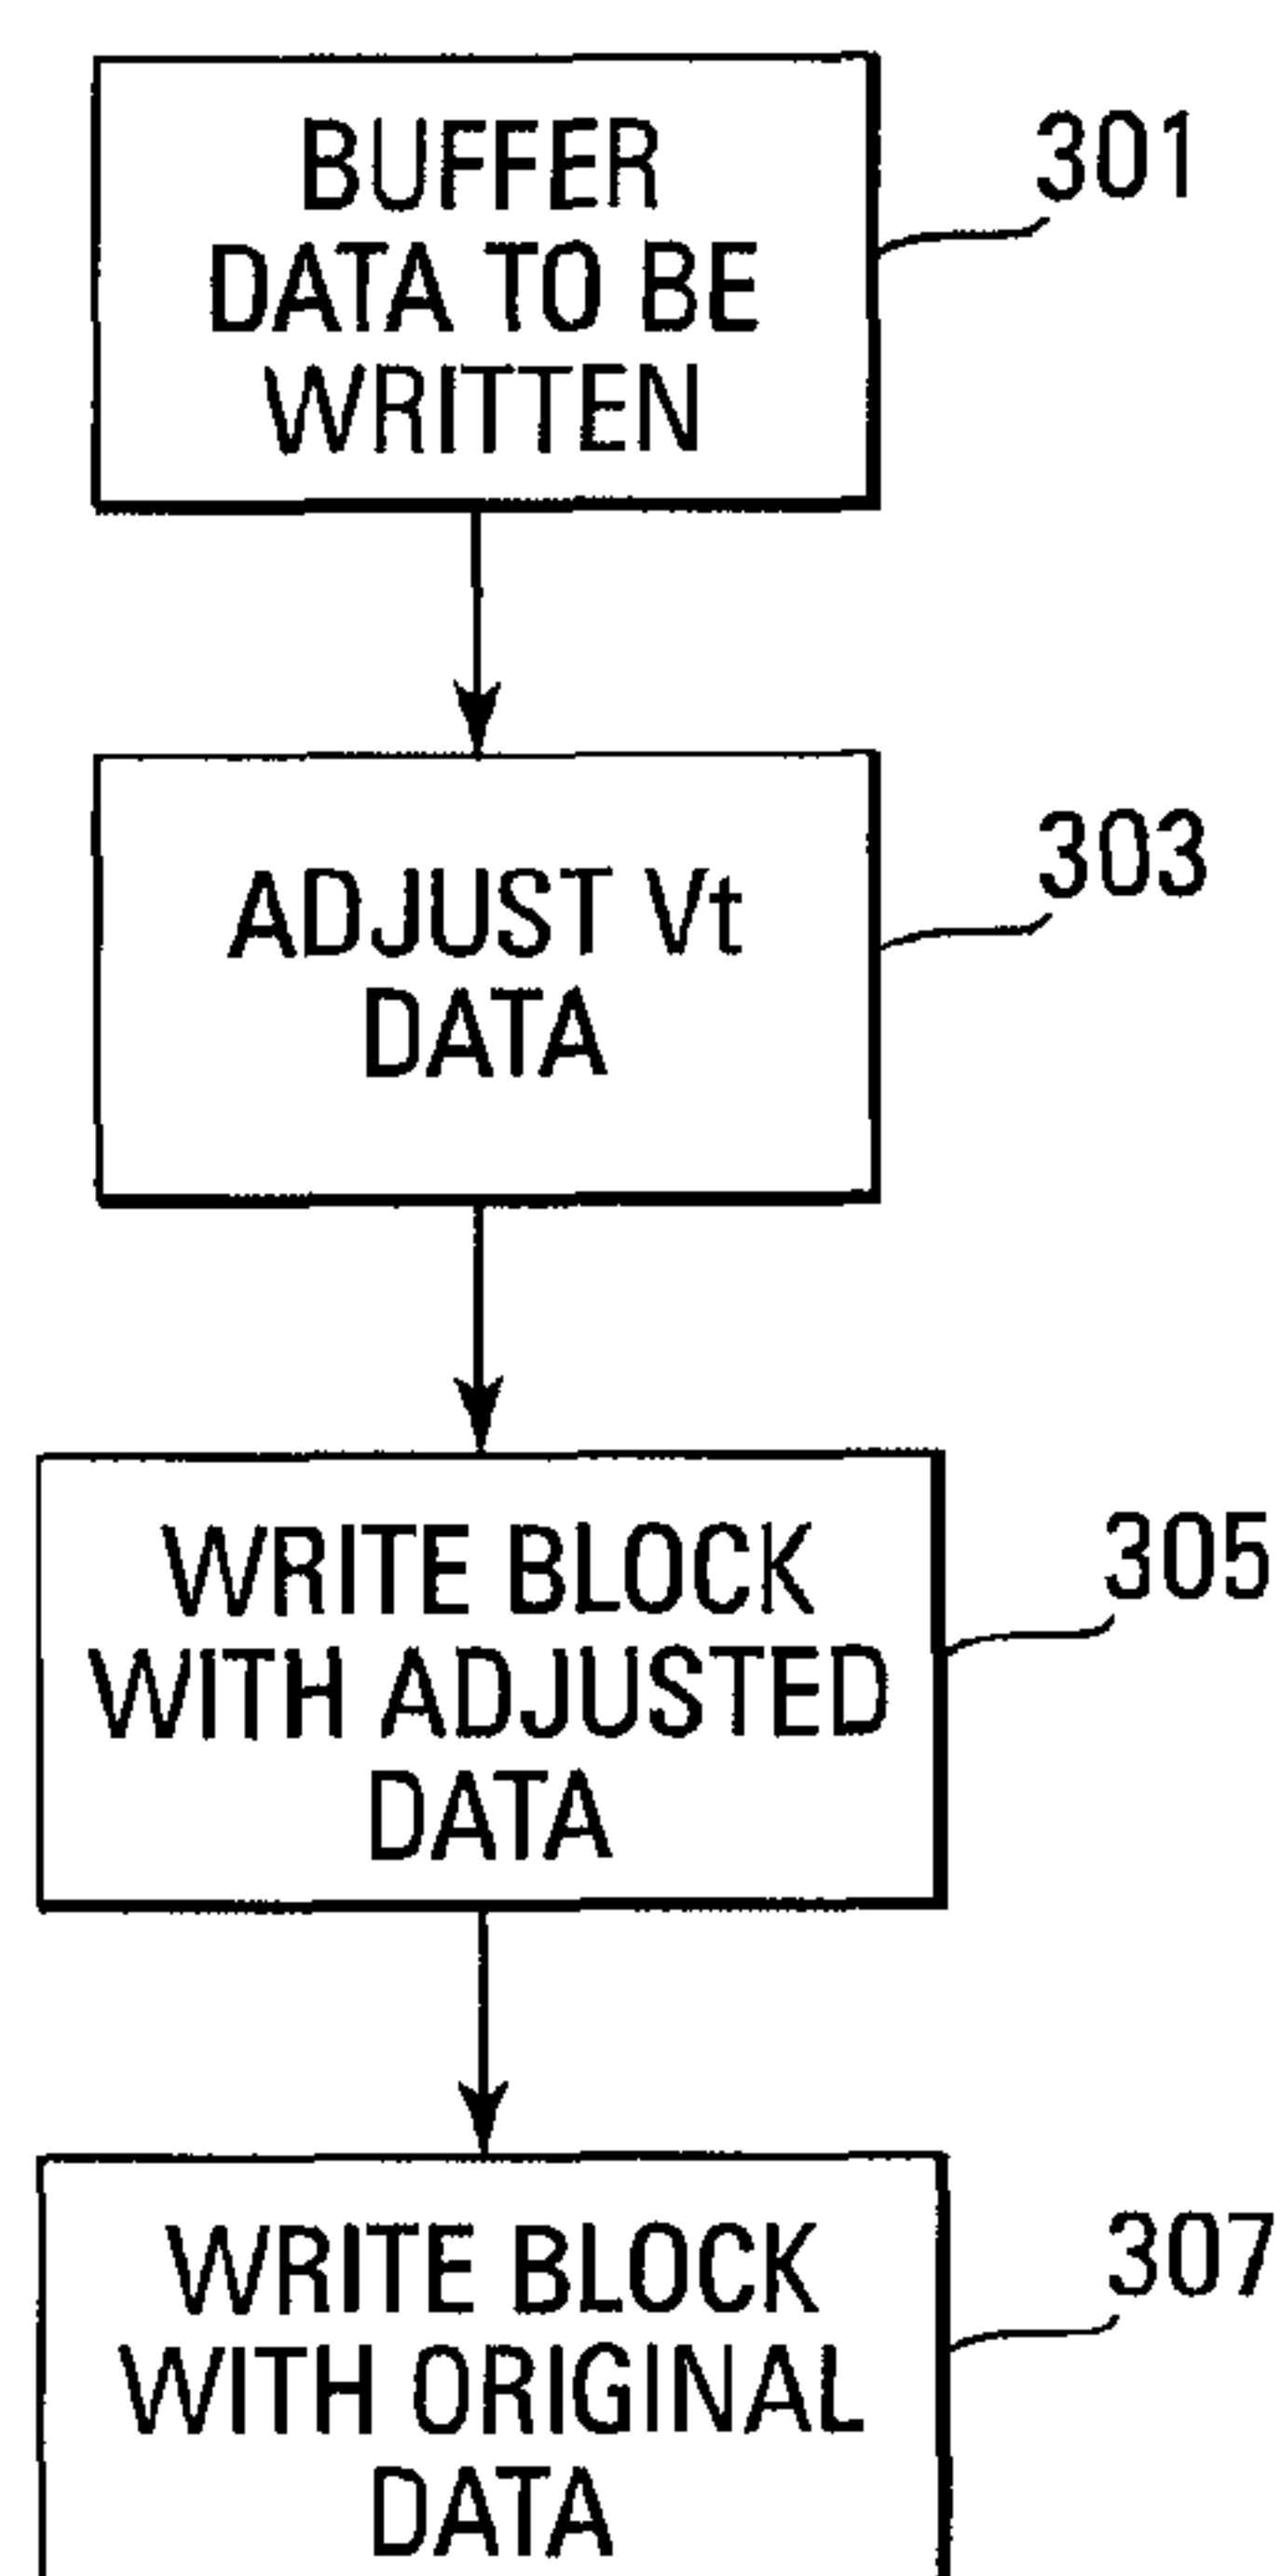 BUFFER
DATA TO BE
WRITTEN
301
ADJUST Vt
DATA
303
WRITE BLOCK
WITH ADJUSTED
DATA
305
WRITE BLOCK
WITH ORIGINAL
DATA
307